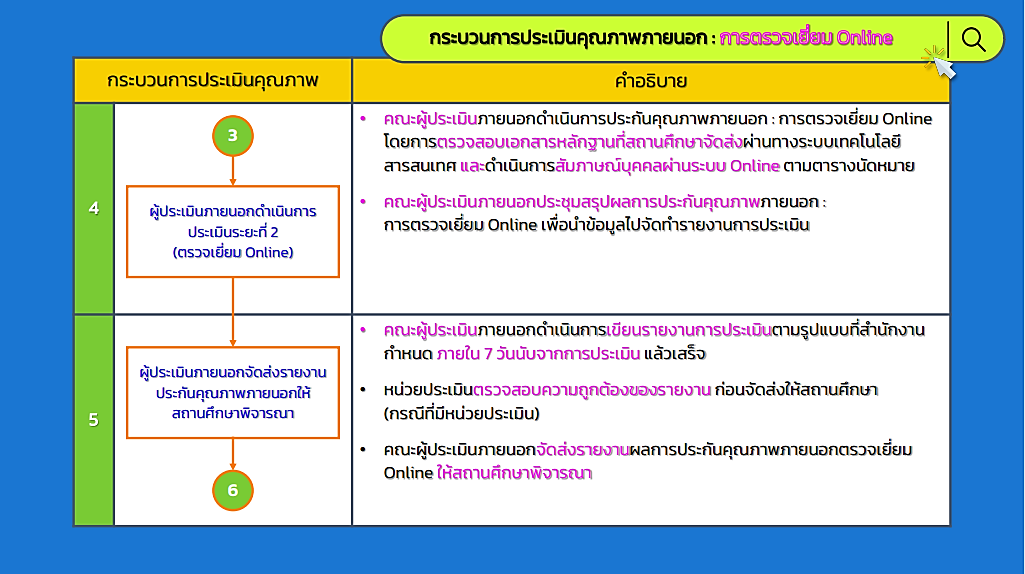 กระบวนการประเมินคุณภาพภายนอก : การตรวจเยี่ยม Online
กระบวนการประเมินคุณภาพ
คำอธิบาย
4
3
ผู้ประเมินภายนอกดำเนินการ
ประเมินระยะที่ 2
(ตรวจเยี่ยม Online)
• คณะผู้ประเมินภายนอกดำเนินการประกันคุณภาพภายนอก : การตรวจเยี่ยม Online
โดยการตรวจสอบเอกสารหลักฐานที่สถานศึกษาจัดส่งผ่านทางระบบเทคโนโลยี
สารสนเทศ และดำเนินการสัมภาษณ์บุคคลผ่านระบบ Online ตามตารางนัดหมาย
• คณะผู้ประเมินภายนอกประชุมสรุปผลการประกันคุณภาพภายนอก :
การตรวจเยี่ยม Online เพื่อนำข้อมูลไปจัดทำรายงานการประเมิน
5
ผู้ประเมินภายนอกจัดส่งรายงาน
ประกันคุณภาพภายนอกให้
สถานศึกษาพิจารณา
6
• คณะผู้ประเมินภายนอกดำเนินการเขียนรายงานการประเมินตามรูปแบบที่สำนักงาน
กำหนด ภายใน 7 วันนับจากการประเมิน แล้วเสร็จ
• หน่วยประเมินตรวจสอบความถูกต้องของรายงาน ก่อนจัดส่งให้สถานศึกษา
(กรณีที่มีหน่วยประเมิน)
• คณะผู้ประเมินภายนอกจัดส่งรายงานผลการประกันคุณภาพภายนอกตรวจเยี่ยม
Online ให้สถานศึกษาพิจารณา